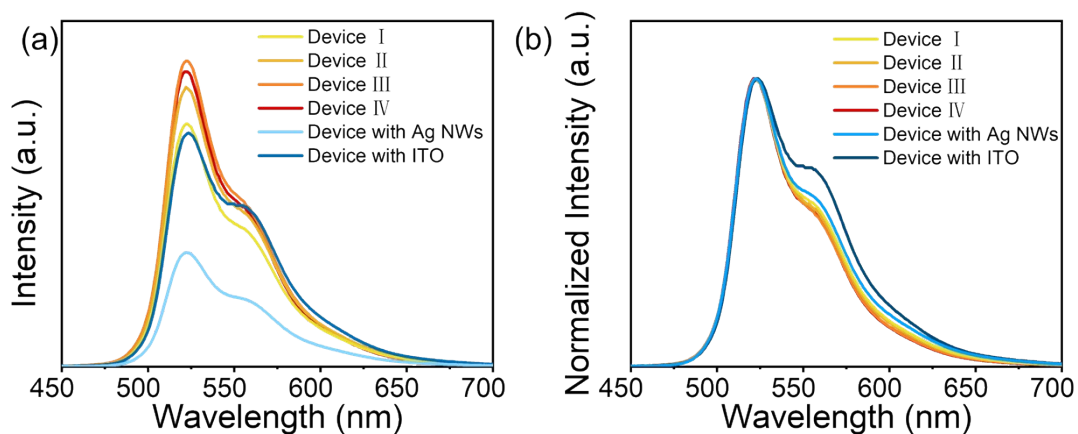 (a)
Intensity (a.u.)
Device Ⅰ
Device Ⅱ
Device Ⅲ
Device Ⅳ
Device with Ag NWs
Device with ITO
450 500 550 600 650 700
Wavelength (nm)
(b)
Normalized Intensity (a.u.)
Device Ⅰ
Device Ⅱ
Device Ⅲ
Device Ⅳ
Device with Ag NWs
Device with ITO
450 500 550 600 650 700
Wavelength (nm)